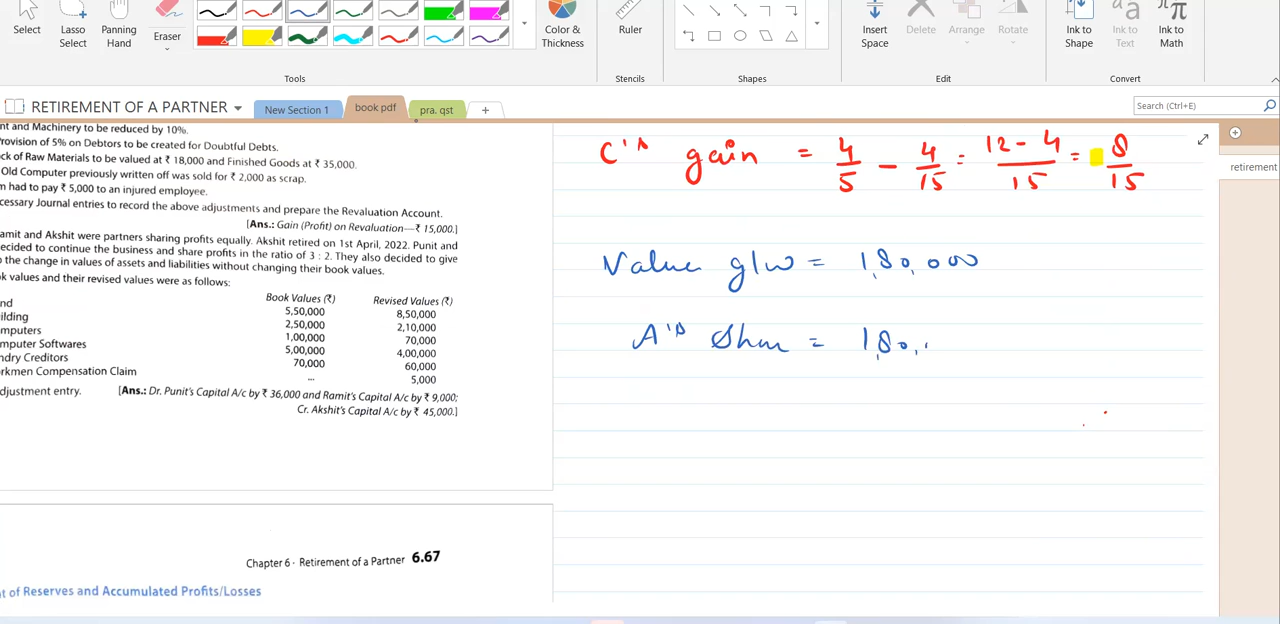 Select
Lasso Select
Panning Hand
Eraser
Color & Thickness
Ruler
Insert Space
Delete
Arrange
Rotate
Ink to Shape
Ink to Text
Ink to Math
Tools
Stencils
Shapes
Edit
Convert
RETIREMENT OF A PARTNER
New Section 1
book pdf
pra. qst
+
Search (Ctrl+E)
retirement
nt and Machinery to be reduced by 10%.
rovision of 5% on Debtors to be created for Doubtful Debts.
ck of Raw Materials to be valued at ₹ 18,000 and Finished Goods at ₹ 35,000.
Old Computer previously written off was sold for ₹ 2,000 as scrap.
m had to pay ₹ 5,000 to an injured employee.
cessary Journal entries to record the above adjustments and prepare the Revaluation Account.
[Ans.: Gain (Profit) on Revaluation—₹ 15,000.]
amit and Akshit were partners sharing profits equally. Akshit retired on 1st April, 2022. Punit and
ecided to continue the business and share profits in the ratio of 3 : 2. They also decided to give
o the change in values of assets and liabilities without changing their book values.
k values and their revised values were as follows:
Book Values (₹) Revised Values (₹)
nd 5,50,000 8,50,000
ilding 2,50,000 2,10,000
mputers 1,00,000 70,000
mputer Softwares 5,00,000 4,00,000
ndry Creditors 70,000 60,000
rkmen Compensation Claim ... 5,000
djustment entry. [Ans.: Dr. Punit's Capital A/c by ₹ 36,000 and Ramit's Capital A/c by ₹ 9,000;
Cr. Akshit's Capital A/c by ₹ 45,000.]
Chapter 6 · Retirement of a Partner 6.67
nt of Reserves and Accumulated Profits/Losses
C's gain = 4/5 - 4/15 = 12-4/15 = 8/15
Value g/w = 1,80,000
A's Share = 1,80,